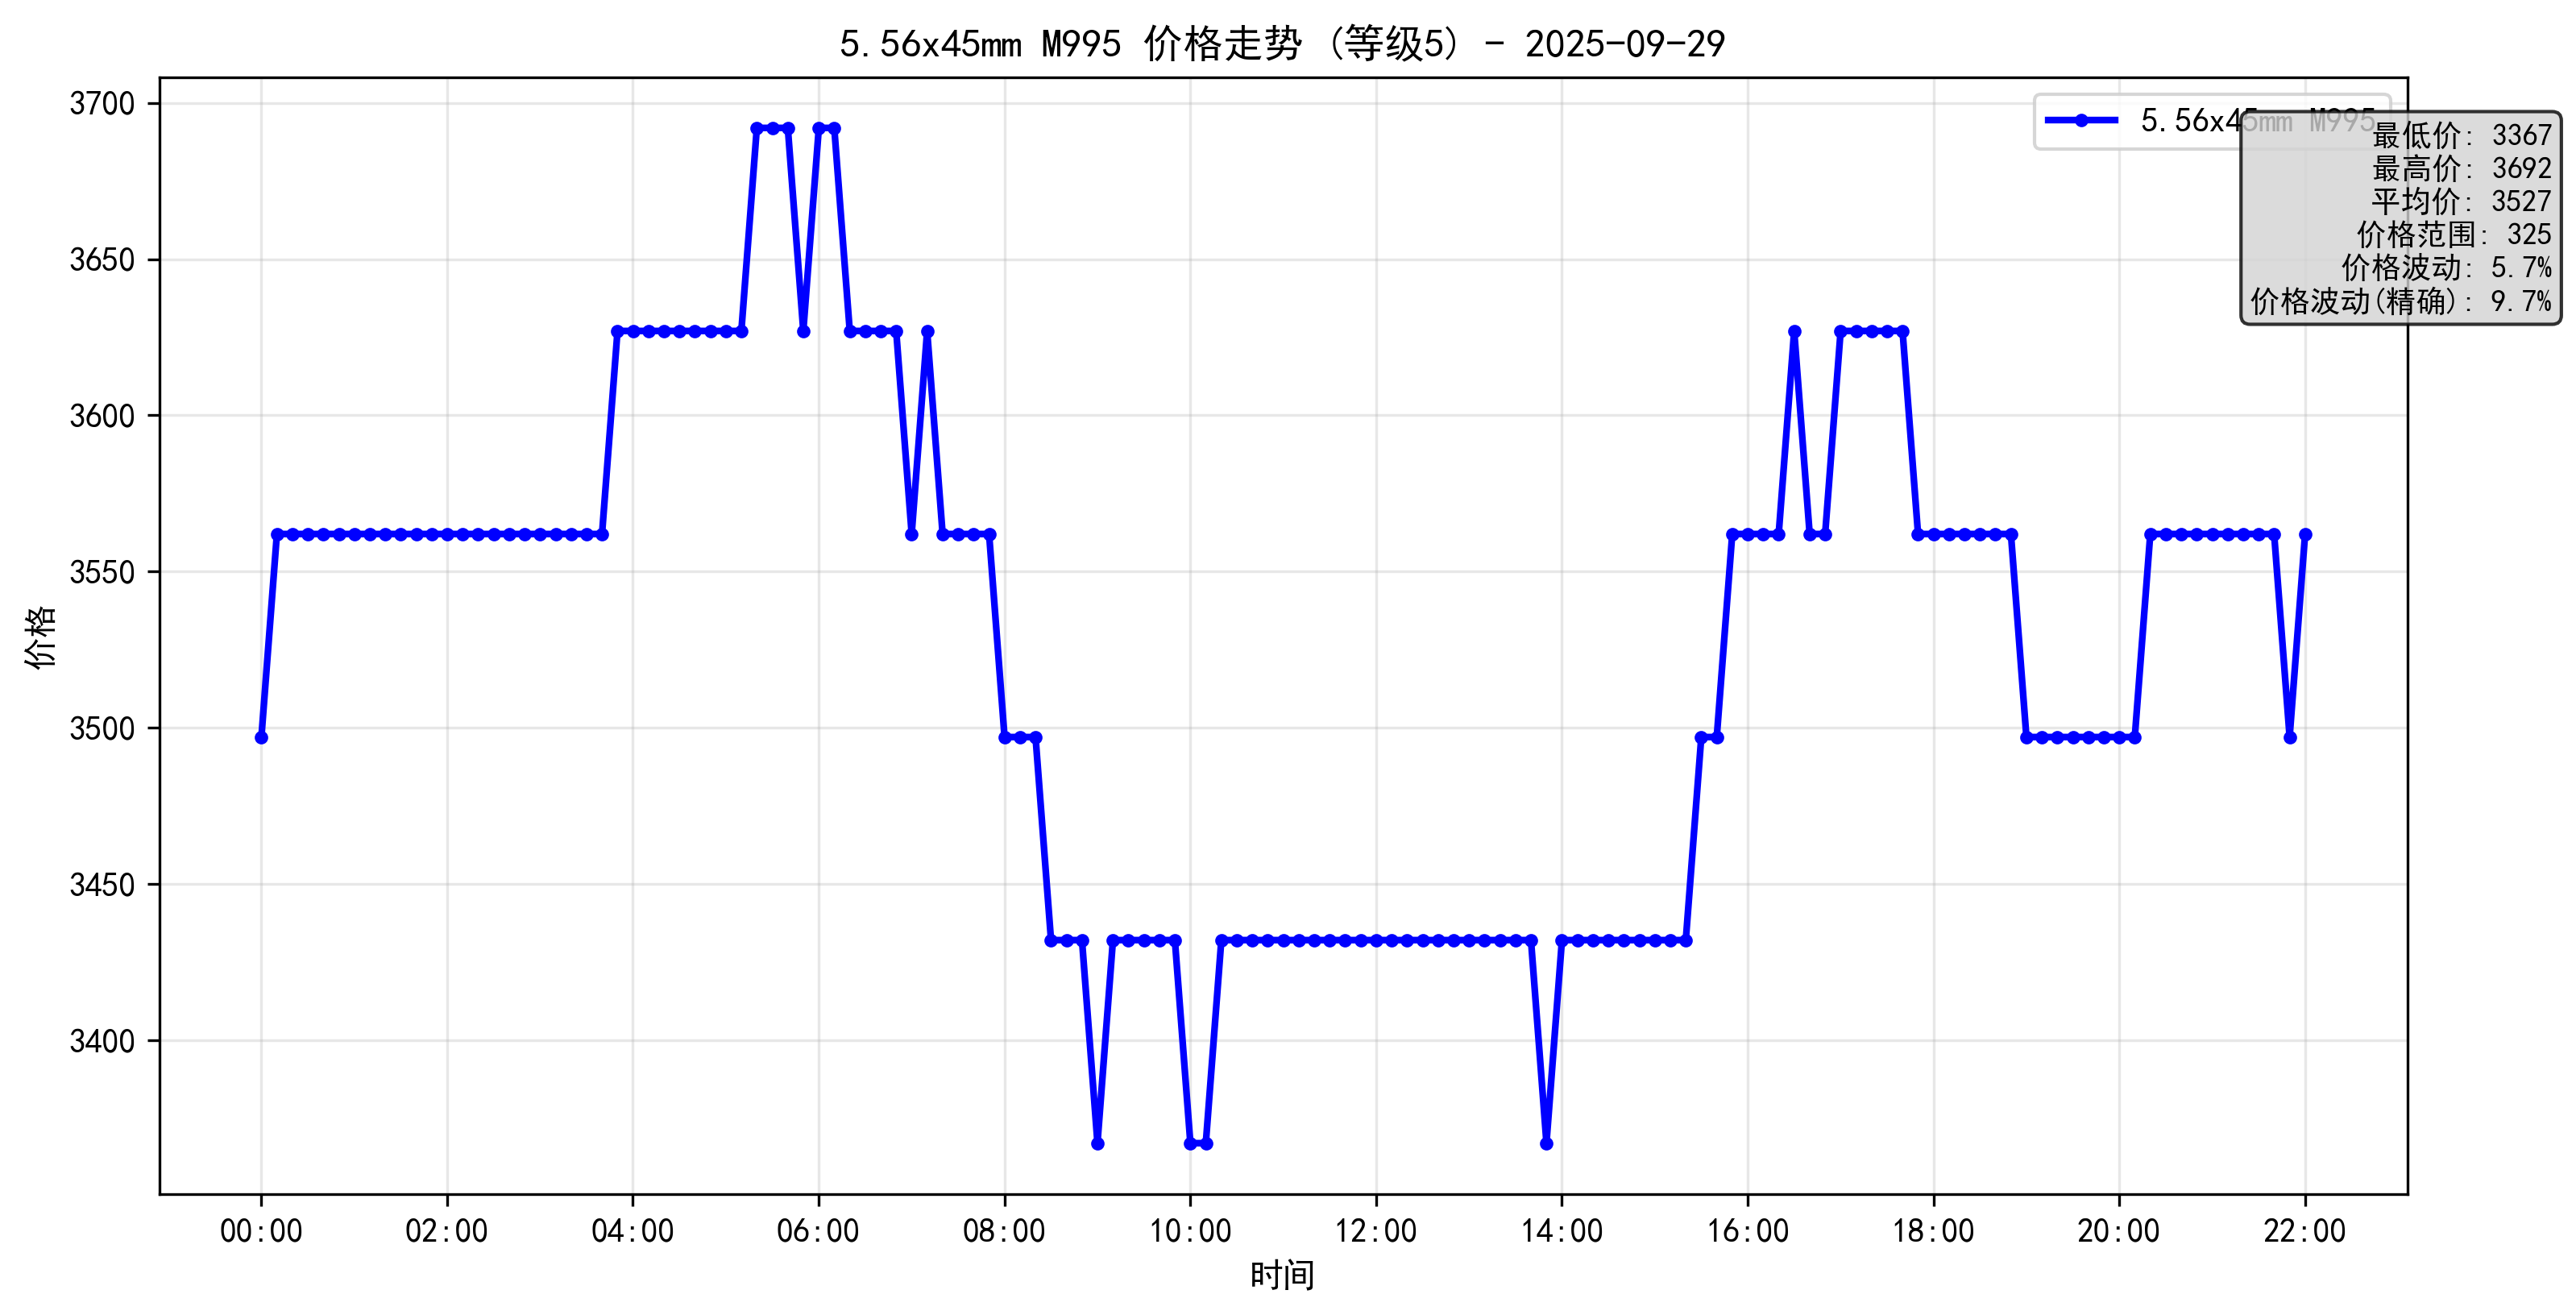 5.56x45mm M995 价格走势 (等级5) - 2025-09-29
3700
3650
3600
3550
3500
3450
3400
价格
5.56x45mm M995
最低价: 3367
最高价: 3692
平均价: 3527
价格范围: 325
价格波动: 5.7%
价格波动(精确): 9.7%
00:00 02:00 04:00 06:00 08:00 10:00 12:00 14:00 16:00 18:00 20:00 22:00
时间